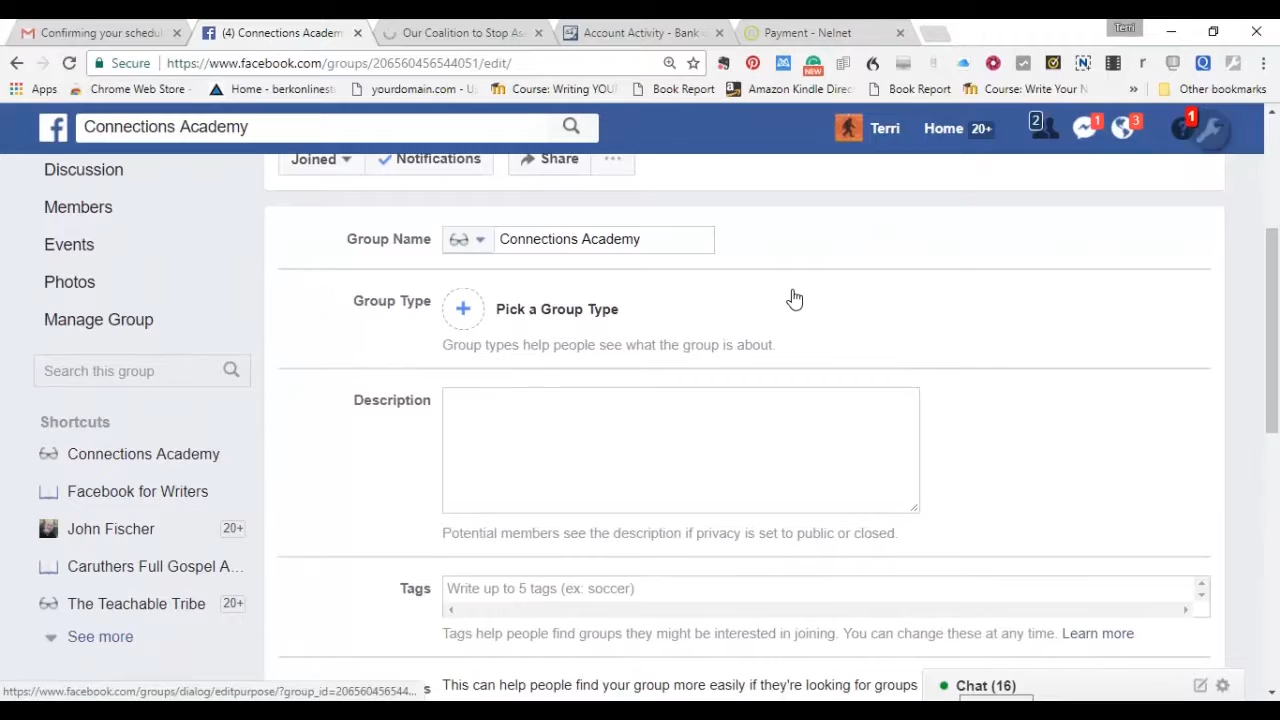 Terri
Confirming your schedu
(4) Connections Academ
Our Coalition to Stop As
Account Activity - Bank
Payment - Nelnet
Secure
https://www.facebook.com/groups/206560456544051/edit/
NEW
r
Apps
Chrome Web Store -
Home - berkonlinest
yourdomain.com - U
Course: Writing YOU
Book Report
Amazon Kindle Direc
Book Report
Course: Write Your N
»
Other bookmarks
Connections Academy
Terri
Home 20+
2
1
3
1
Discussion
Joined
Notifications
Share
Members
Events
Photos
Manage Group
Search this group
Shortcuts
Connections Academy
Facebook for Writers
John Fischer 20+
Caruthers Full Gospel A...
The Teachable Tribe 20+
See more
Group Name Connections Academy
Group Type Pick a Group Type
Group types help people see what the group is about.
Description
Potential members see the description if privacy is set to public or closed.
Tags Write up to 5 tags (ex: soccer)
Tags help people find groups they might be interested in joining. You can change these at any time. Learn more
This can help people find your group more easily if they're looking for groups
Chat (16)
https://www.facebook.com/groups/dialog/editpurpose/?group_id=206560456544...